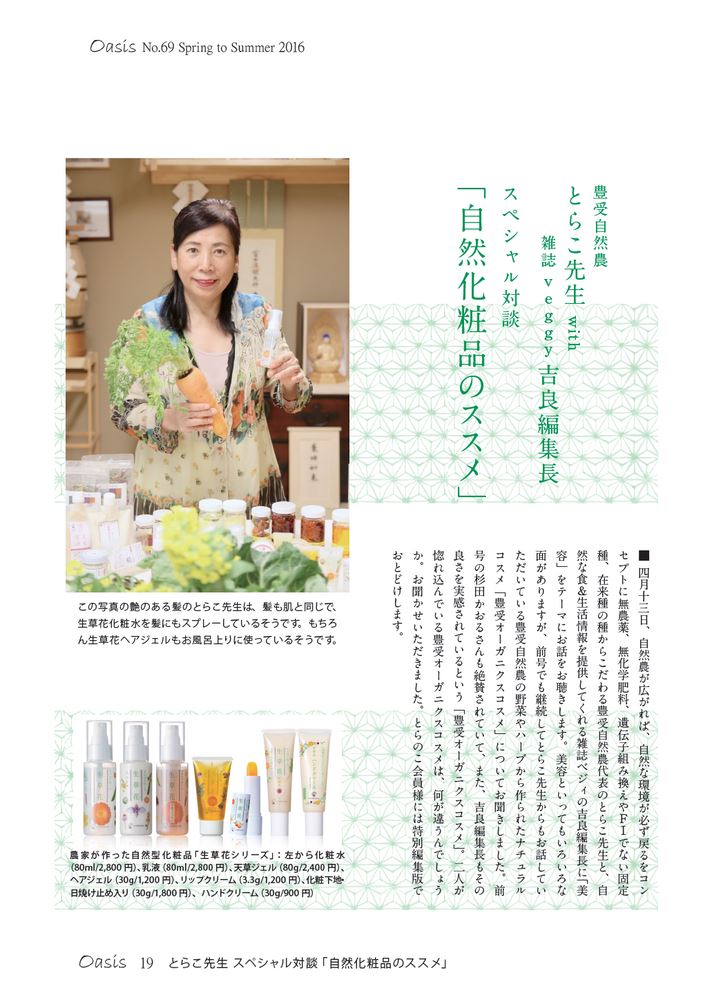 Oasis No.69 Spring to Summer 2016
豊受自然農
とらこ先生 with
雑誌 veggy 吉良編集長
スペシャル対談
「自然化粧品のススメ」
■四月十三日、自然農が広がれば、自然な環境が必ず戻るをコン
セプトに無農薬、無化学肥料、遺伝子組み換えやF1でない固定
種、在来種の種からこだわる豊受自然農代表のとらこ先生と、自
然な食&生活情報を提供してくれる雑誌ベジィの吉良編集長に「美
容」をテーマにお話をお聴きします。美容といってもいろいろな
面がありますが、前号でも継続してとらこ先生からもお話してい
ただいている豊受自然農の野菜やハーブから作られたナチュラル
コスメ「豊受オーガニクスコスメ」についてお聞きしました。前
号の杉田かおるさんも絶賛されていて、また、吉良編集長もその
良さを実感されているという「豊受オーガニクスコスメ」。二人が
惚れ込んでいる豊受オーガニクスコスメは、何が違うんでしょう
か。お聞かせいただきました。とらのこ会員様には特別編集版で
おとどけします。
この写真の艶のある髪のとらこ先生は、髪も肌と同じで、
生草花化粧水を髪にもスプレーしているそうです。もちろ
ん生草花ヘアジェルもお風呂上りに使っているそうです。
農家が作った自然型化粧品「生草花シリーズ」：左から化粧水
（80ml/2,800円）、乳液（80ml/2,800円）、天草ジェル（80g/2,400円）、
ヘアジェル（30g/1,200円）、リップクリーム（3.3g/1,200円）、化粧下地・
日焼け止め入り（30g/1,800円）、ハンドクリーム（30g/900円）
Oasis 19 とらこ先生 スペシャル対談「自然化粧品のススメ」